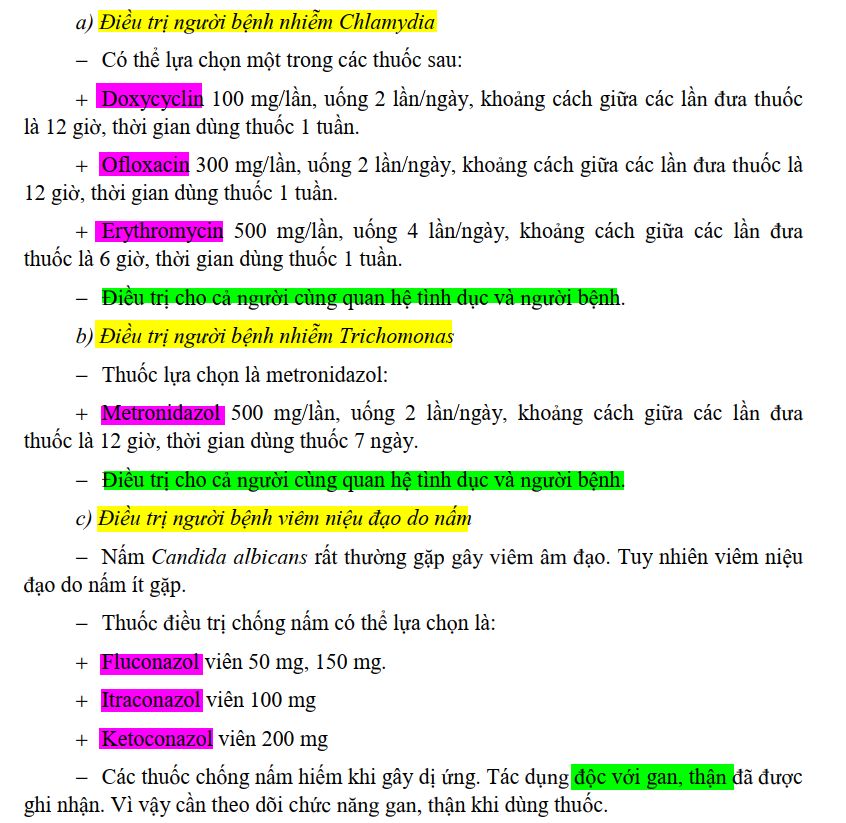 a) Điều trị người bệnh nhiễm Chlamydia
− Có thể lựa chọn một trong các thuốc sau:
+ Doxycyclin 100 mg/lần, uống 2 lần/ngày, khoảng cách giữa các lần đưa thuốc
là 12 giờ, thời gian dùng thuốc 1 tuần.
+ Ofloxacin 300 mg/lần, uống 2 lần/ngày, khoảng cách giữa các lần đưa thuốc là
12 giờ, thời gian dùng thuốc 1 tuần.
+ Erythromycin 500 mg/lần, uống 4 lần/ngày, khoảng cách giữa các lần đưa
thuốc là 6 giờ, thời gian dùng thuốc 1 tuần.
− Điều trị cho cả người cùng quan hệ tình dục và người bệnh.
b) Điều trị người bệnh nhiễm Trichomonas
− Thuốc lựa chọn là metronidazol:
+ Metronidazol 500 mg/lần, uống 2 lần/ngày, khoảng cách giữa các lần đưa
thuốc là 12 giờ, thời gian dùng thuốc 7 ngày.
− Điều trị cho cả người cùng quan hệ tình dục và người bệnh.
c) Điều trị người bệnh viêm niệu đạo do nấm
− Nấm Candida albicans rất thường gặp gây viêm âm đạo. Tuy nhiên viêm niệu
đạo do nấm ít gặp.
− Thuốc điều trị chống nấm có thể lựa chọn là:
+ Fluconazol viên 50 mg, 150 mg.
+ Itraconazol viên 100 mg
+ Ketoconazol viên 200 mg
− Các thuốc chống nấm hiếm khi gây dị ứng. Tác dụng độc với gan, thận đã được
ghi nhận. Vì vậy cần theo dõi chức năng gan, thận khi dùng thuốc.